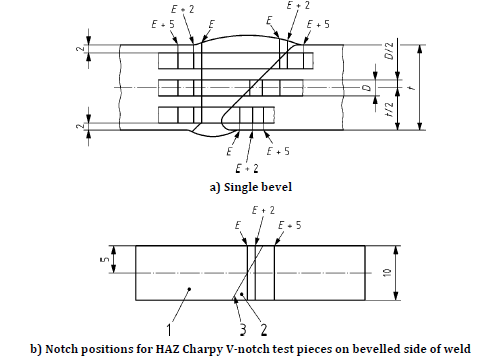 E + 2
E + 2
E + 5
E
E
E + 5
2
D/2
t
D
t/2
2
E
E + 5
E + 2
a) Single bevel
E + 2
E
E + 5
5
10
1
3
2
b) Notch positions for HAZ Charpy V-notch test pieces on bevelled side of weld